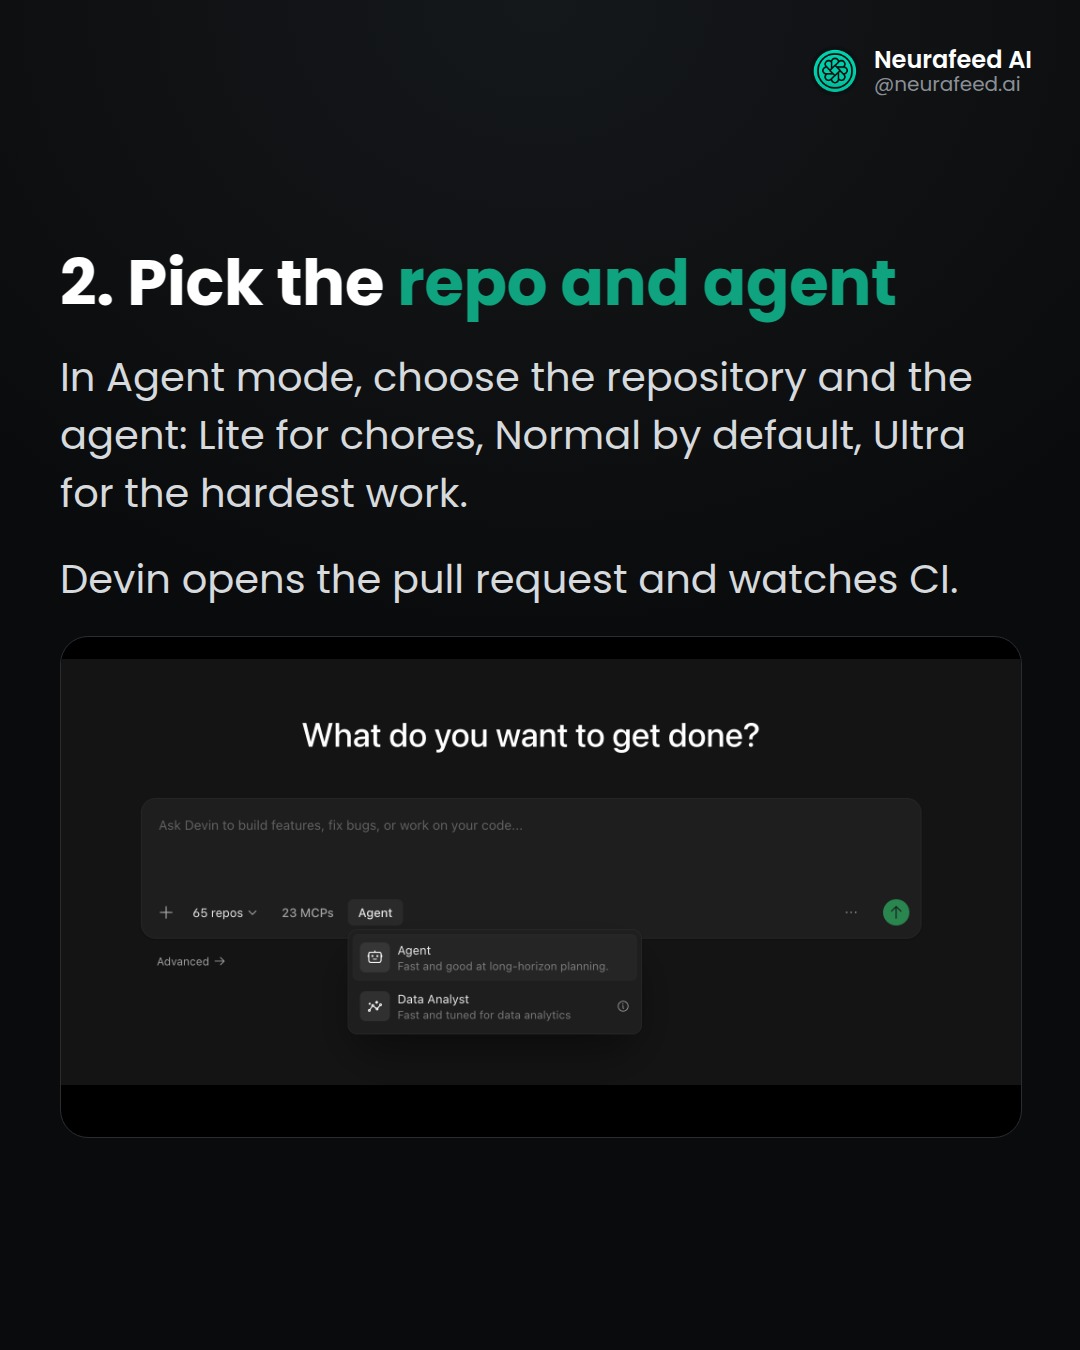 Neurafeed AI
@neurafeed.ai
2. Pick the repo and agent
In Agent mode, choose the repository and the
agent: Lite for chores, Normal by default, Ultra
for the hardest work.
Devin opens the pull request and watches CI.
What do you want to get done?
Ask Devin to build features, fix bugs, or work on your code...
65 repos
23 MCPs
Agent
Advanced →
Agent
Fast and good at long-horizon planning.
Data Analyst
Fast and tuned for data analytics